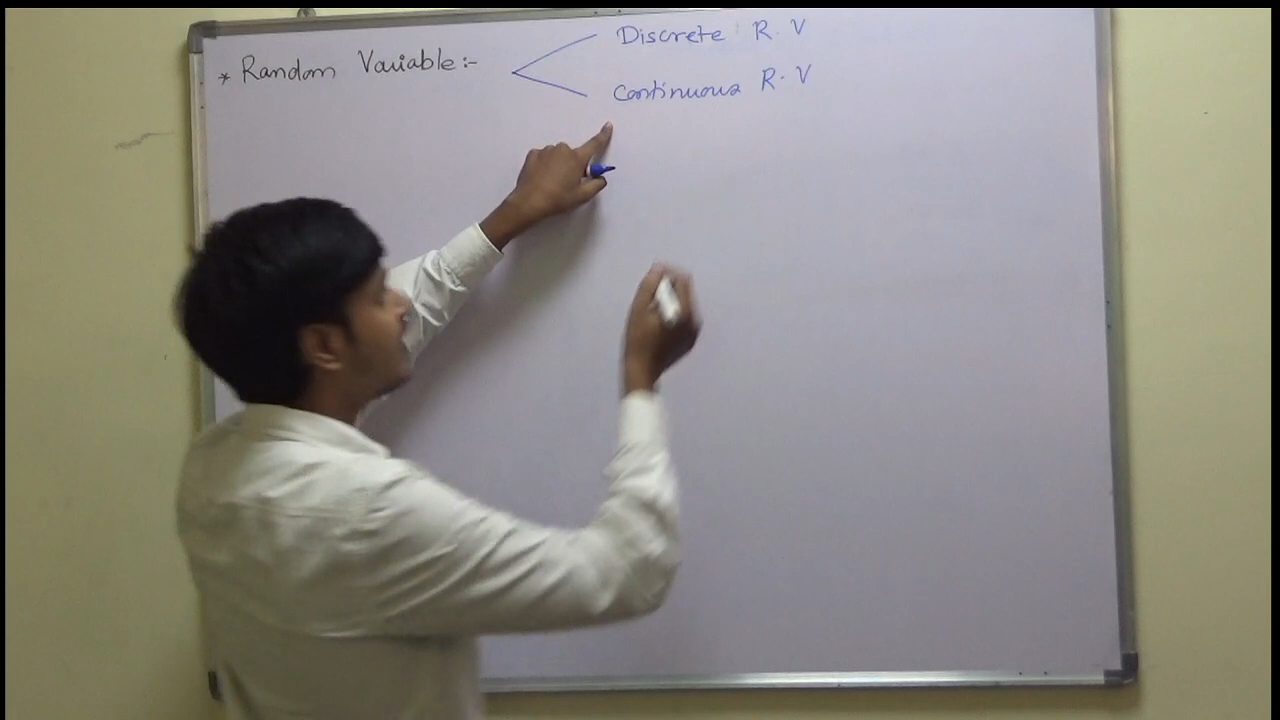 Discrete R. V
* Random Variable:-
Continuous R. V